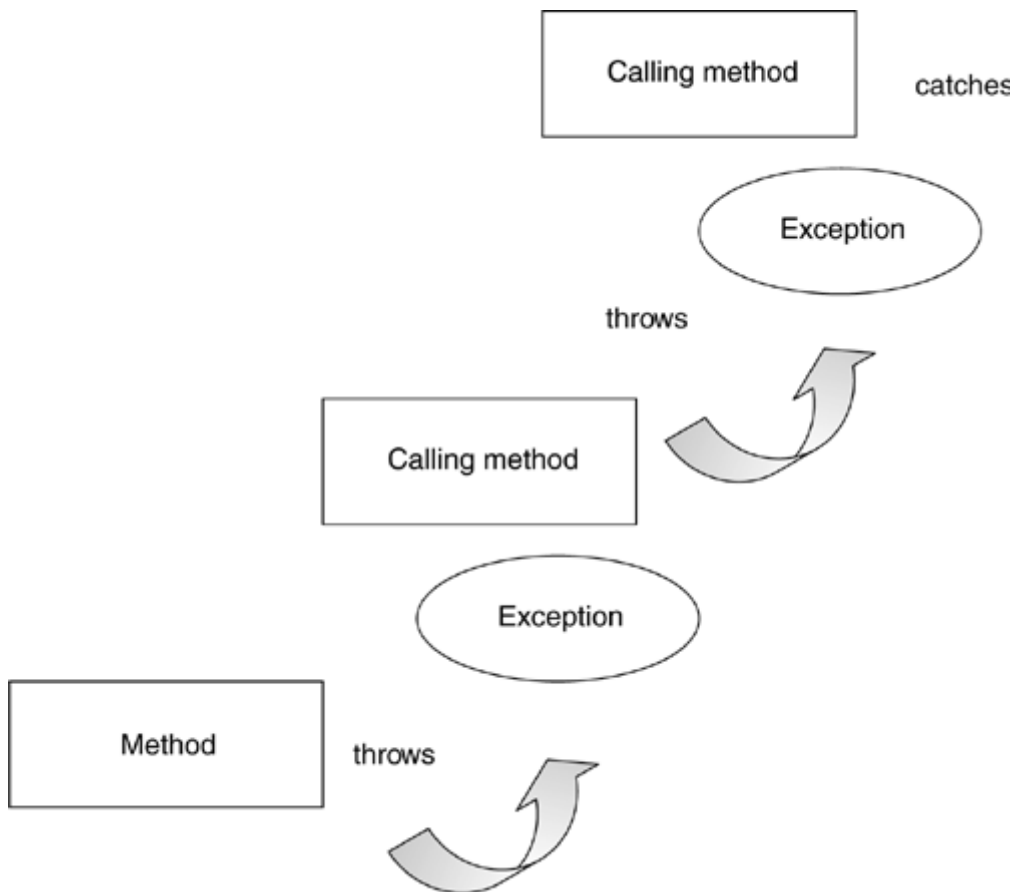 Calling method
catches
Exception
throws
Calling method
Exception
Method
throws